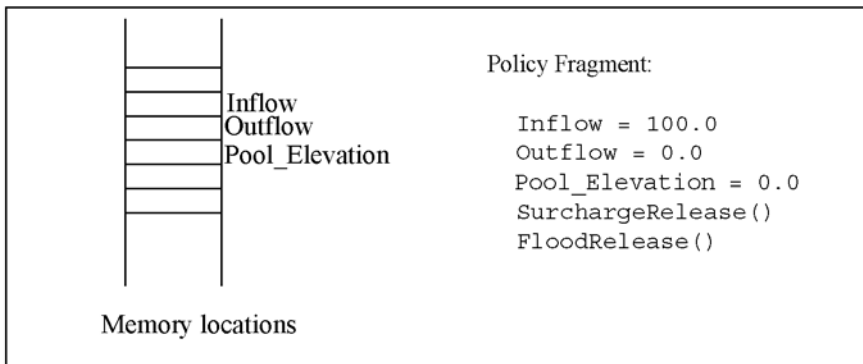 Inflow
Outflow
Pool_Elevation
Memory locations
Policy Fragment:
Inflow = 100.0
Outflow = 0.0
Pool_Elevation = 0.0
SurchargeRelease()
FloodRelease()